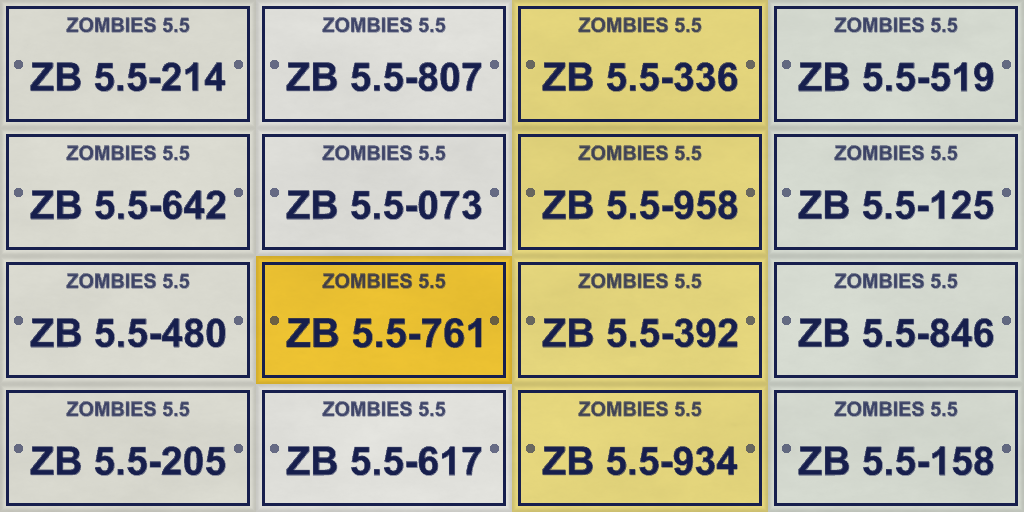 ZOMBIES 5.5
ZB 5.5-214
ZOMBIES 5.5
ZB 5.5-807
ZOMBIES 5.5
ZB 5.5-336
ZOMBIES 5.5
ZB 5.5-519
ZOMBIES 5.5
ZB 5.5-642
ZOMBIES 5.5
ZB 5.5-073
ZOMBIES 5.5
ZB 5.5-958
ZOMBIES 5.5
ZB 5.5-125
ZOMBIES 5.5
ZB 5.5-480
ZOMBIES 5.5
ZB 5.5-761
ZOMBIES 5.5
ZB 5.5-392
ZOMBIES 5.5
ZB 5.5-846
ZOMBIES 5.5
ZB 5.5-205
ZOMBIES 5.5
ZB 5.5-617
ZOMBIES 5.5
ZB 5.5-934
ZOMBIES 5.5
ZB 5.5-158